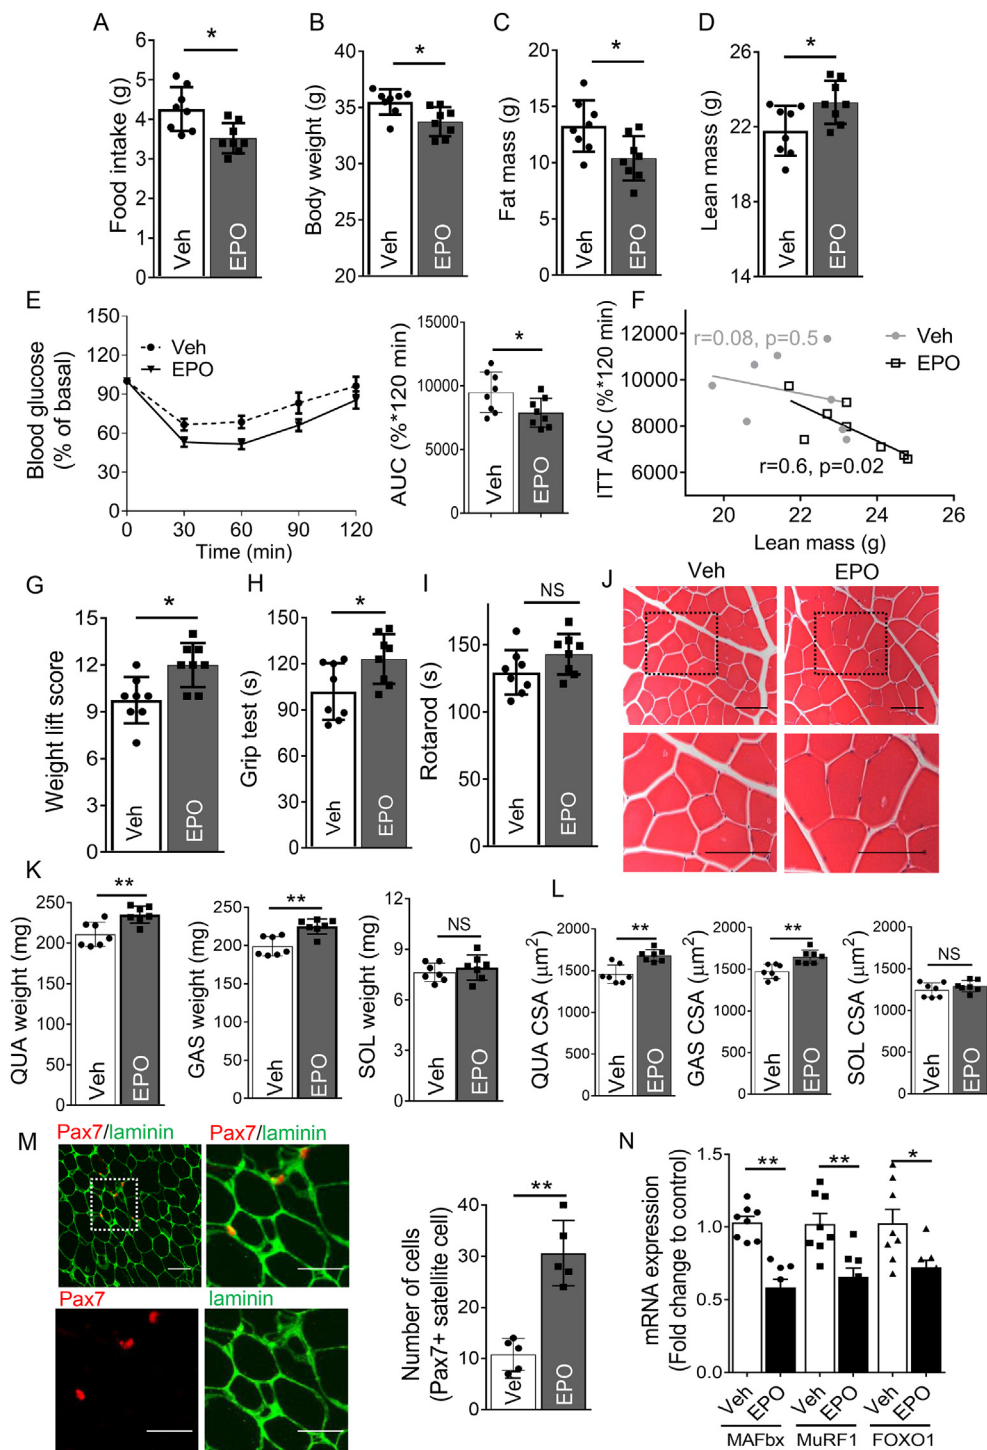 A
Food intake (g)
6
5
4
3
2
1
0
*
Veh
EPO
B
Body weight (g)
40
35
30
25
20
*
Veh
EPO
C
Fat mass (g)
20
15
10
5
0
*
Veh
EPO
D
Lean mass (g)
26
22
18
14
*
Veh
EPO
E
Blood glucose
(% of basal)
150
120
90
60
30
0
Veh
EPO
0 30 60 90 120
Time (min)
AUC (%*120 min)
15000
10000
5000
0
*
Veh
EPO
F
ITT AUC (%*120 min)
12000
10000
8000
6000
r=0.08, p=0.5
Veh
EPO
r=0.6, p=0.02
20 22 24 26
Lean mass (g)
G
Weight lift score
15
12
9
6
3
0
*
Veh
EPO
H
Grip test (s)
150
120
90
60
30
0
*
Veh
EPO
I
Rotarod (s)
150
100
50
0
NS
Veh
EPO
J
Veh EPO
K
QUA weight (mg)
250
200
150
100
50
0
**
Veh
EPO
GAS weight (mg)
250
200
150
100
50
0
**
Veh
EPO
SOL weight (mg)
12
9
6
3
0
NS
Veh
EPO
L
QUA CSA (μm2)
2000
1500
1000
500
0
**
Veh
EPO
GAS CSA (μm2)
2000
1500
1000
500
0
**
Veh
EPO
SOL CSA (μm2)
2000
1500
1000
500
0
NS
Veh
EPO
M
Pax7/laminin
Pax7/laminin
Pax7
laminin
Number of cells
(Pax7+ satellite cell)
50
40
30
20
10
0
**
Veh
EPO
N
mRNA expression
(Fold change to control)
1.5
1.0
0.5
0.0
** ** *
Veh EPO Veh EPO Veh EPO
MAFbx MuRF1 FOXO1